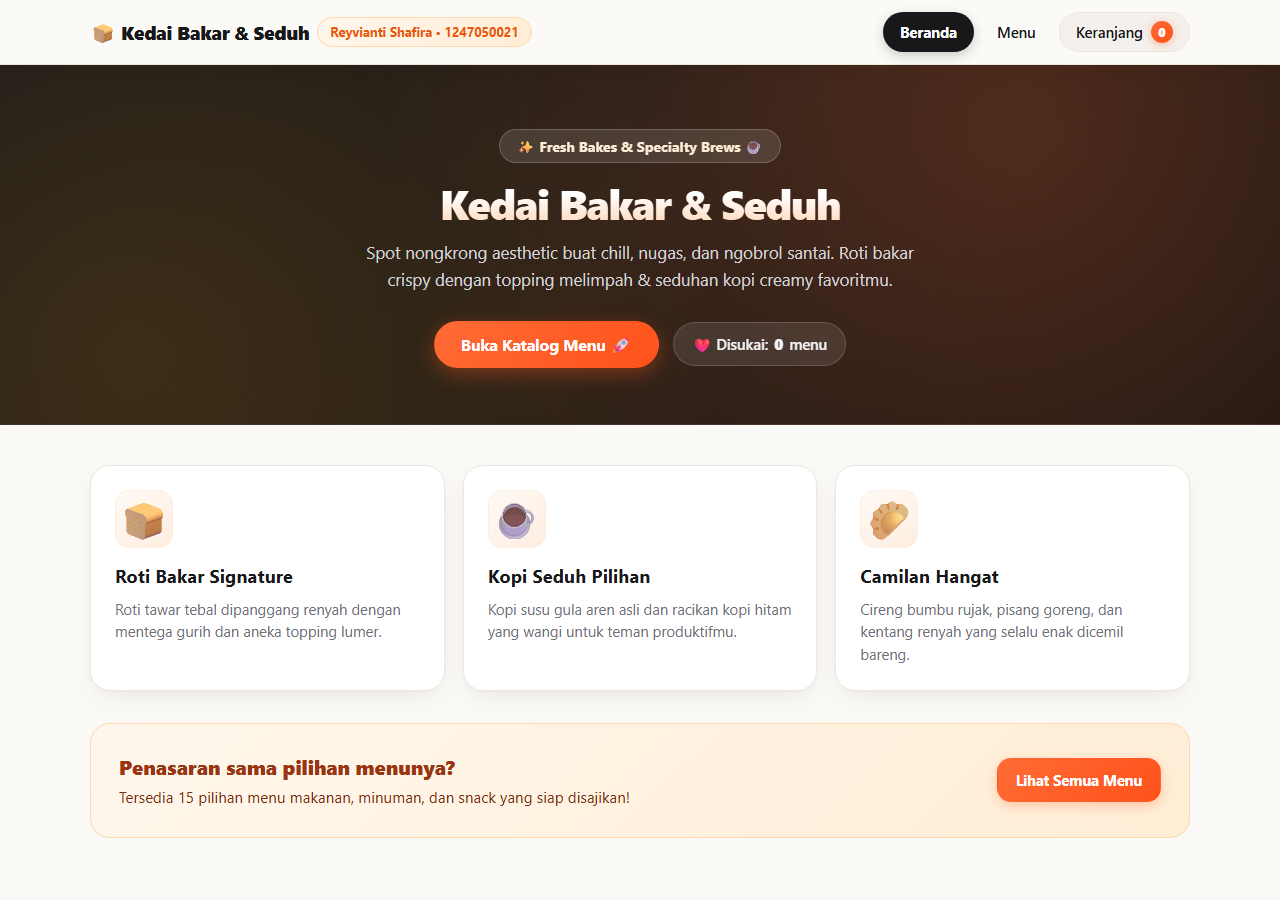 Kedai Bakar & Seduh
Reyvianti Shafira • 1247050021
Beranda
Menu
Keranjang 0
✨ Fresh Bakes & Specialty Brews ☕
Kedai Bakar & Seduh
Spot nongkrong aesthetic buat chill, nugas, dan ngobrol santai. Roti bakar
crispy dengan topping melimpah & seduhan kopi creamy favoritmu.
Buka Katalog Menu 🚀
💖 Disukai: 0 menu
Roti Bakar Signature
Roti tawar tebal dipanggang renyah dengan
mentega gurih dan aneka topping lumer.
Kopi Seduh Pilihan
Kopi susu gula aren asli dan racikan kopi hitam
yang wangi untuk teman produktifmu.
Camilan Hangat
Cireng bumbu rujak, pisang goreng, dan
kentang renyah yang selalu enak dicemil
bareng.
Penasaran sama pilihan menunya?
Tersedia 15 pilihan menu makanan, minuman, dan snack yang siap disajikan!
Lihat Semua Menu